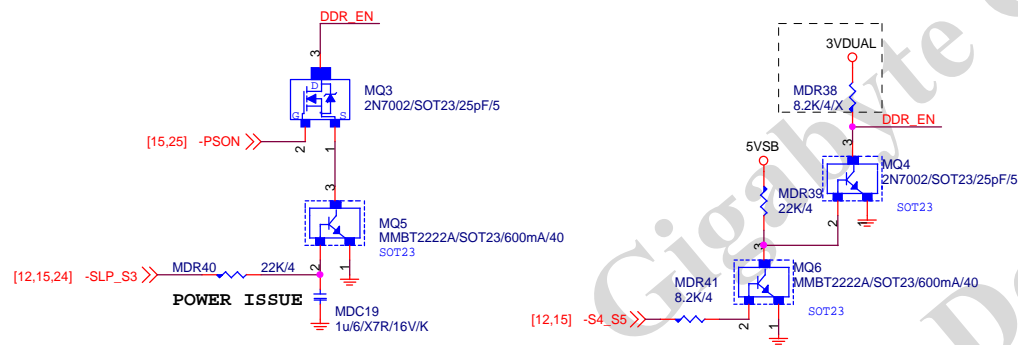 DDR_EN
3
D
G
S
MQ3
2N7002/SOT23/25pF/5
[15,25] -PSON
2
1
3
MQ5
MMBT2222A/SOT23/600mA/40
SOT23
[12,15,24] -SLP_S3
MDR40
22K/4
2
1
POWER ISSUE
MDC19
1u/6/X7R/16V/K
3VDUAL
MDR38
8.2K/4/X
DDR_EN
3
MQ4
2N7002/SOT23/25pF/5
SOT23
2
1
5VSB
MDR39
22K/4
3
MQ6
MMBT2222A/SOT23/600mA/40
SOT23
MDR41
8.2K/4
[12,15] -S4_S5
2
1
Gigabyte